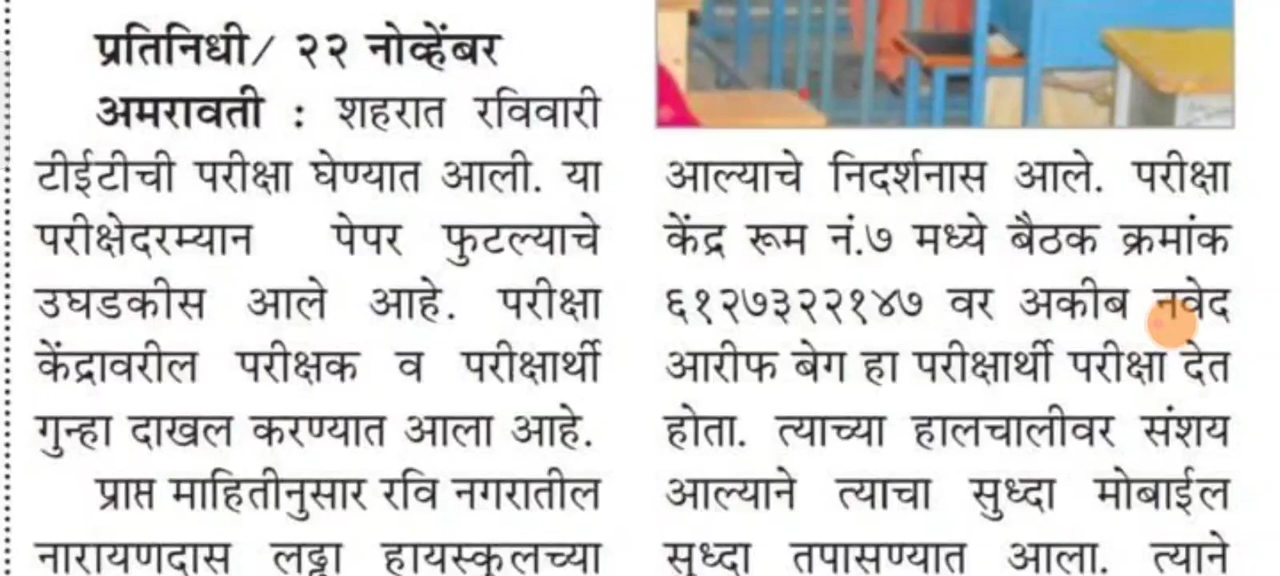 प्रतिनिधी/ २२ नोव्हेंबर
अमरावती : शहरात रविवारी
टीईटीची परीक्षा घेण्यात आली. या
परीक्षेदरम्यान पेपर फुटल्याचे
उघडकीस आले आहे. परीक्षा
केंद्रावरील परीक्षक व परीक्षार्थी
गुन्हा दाखल करण्यात आला आहे.
प्राप्त माहितीनुसार रवि नगरातील
नारायणदास लढ्ढा हायस्कूलच्या
आल्याचे निदर्शनास आले. परीक्षा
केंद्र रूम नं.७ मध्ये बैठक क्रमांक
६१२७३२२१४७ वर अकीब नवेद
आरीफ बेग हा परीक्षार्थी परीक्षा देत
होता. त्याच्या हालचालीवर संशय
आल्याने त्याचा सुध्दा मोबाईल
सुध्दा तपासण्यात आला. त्याने